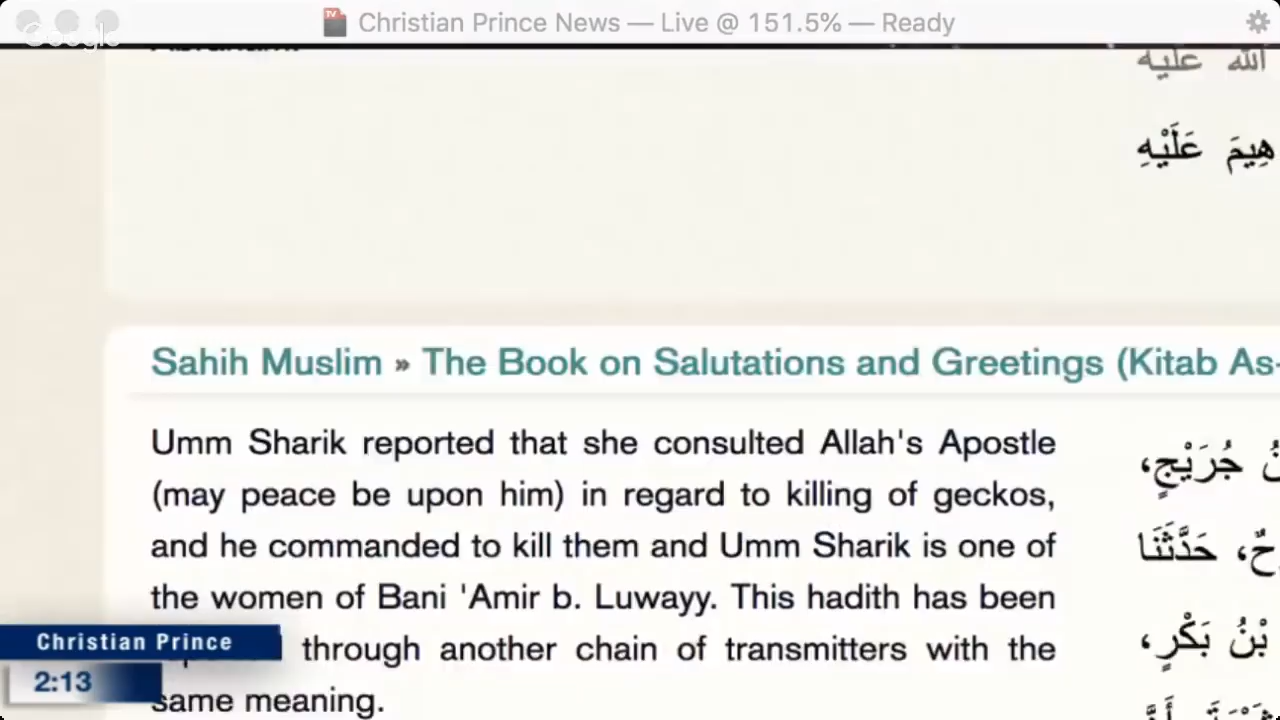 Christian Prince News — Live @ 151.5% — Ready
Google
الله عليه
هِيمَ عَلَيْهِ
Sahih Muslim » The Book on Salutations and Greetings (Kitab As-
Umm Sharik reported that she consulted Allah's Apostle
(may peace be upon him) in regard to killing of geckos,
and he commanded to kill them and Umm Sharik is one of
the women of Bani 'Amir b. Luwayy. This hadith has been
through another chain of transmitters with the
same meaning.
جُرَيْجٍ،
حَدَّثَنَا
بْنُ بَكْرٍ،
Christian Prince
2:13